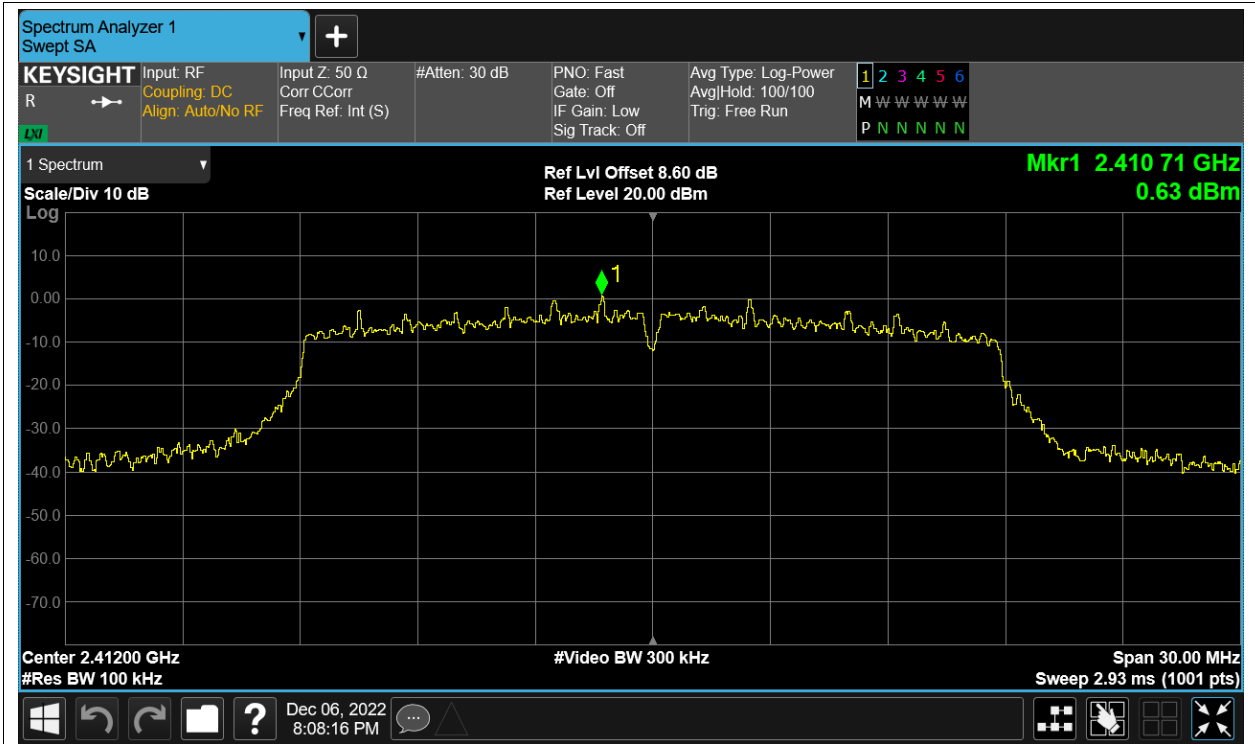 Spectrum Analyzer 1
Swept SA
+
KEYSIGHT
R
LXI
Input: RF
Coupling: DC
Align: Auto/No RF
Input Z: 50 Ω
Corr CCorr
Freq Ref: Int (S)
#Atten: 30 dB
PNO: Fast
Gate: Off
IF Gain: Low
Sig Track: Off
Avg Type: Log-Power
Avg|Hold: 100/100
Trig: Free Run
1 2 3 4 5 6
M W W W W W W
P N N N N N N
1 Spectrum
Scale/Div 10 dB
Log
Ref Lvl Offset 8.60 dB
Ref Level 20.00 dBm
Mkr1 2.410 71 GHz
0.63 dBm
1
10.0
0.00
-10.0
-20.0
-30.0
-40.0
-50.0
-60.0
-70.0
Center 2.41200 GHz
#Res BW 100 kHz
#Video BW 300 kHz
Span 30.00 MHz
Sweep 2.93 ms (1001 pts)
?
Dec 06, 2022
8:08:16 PM